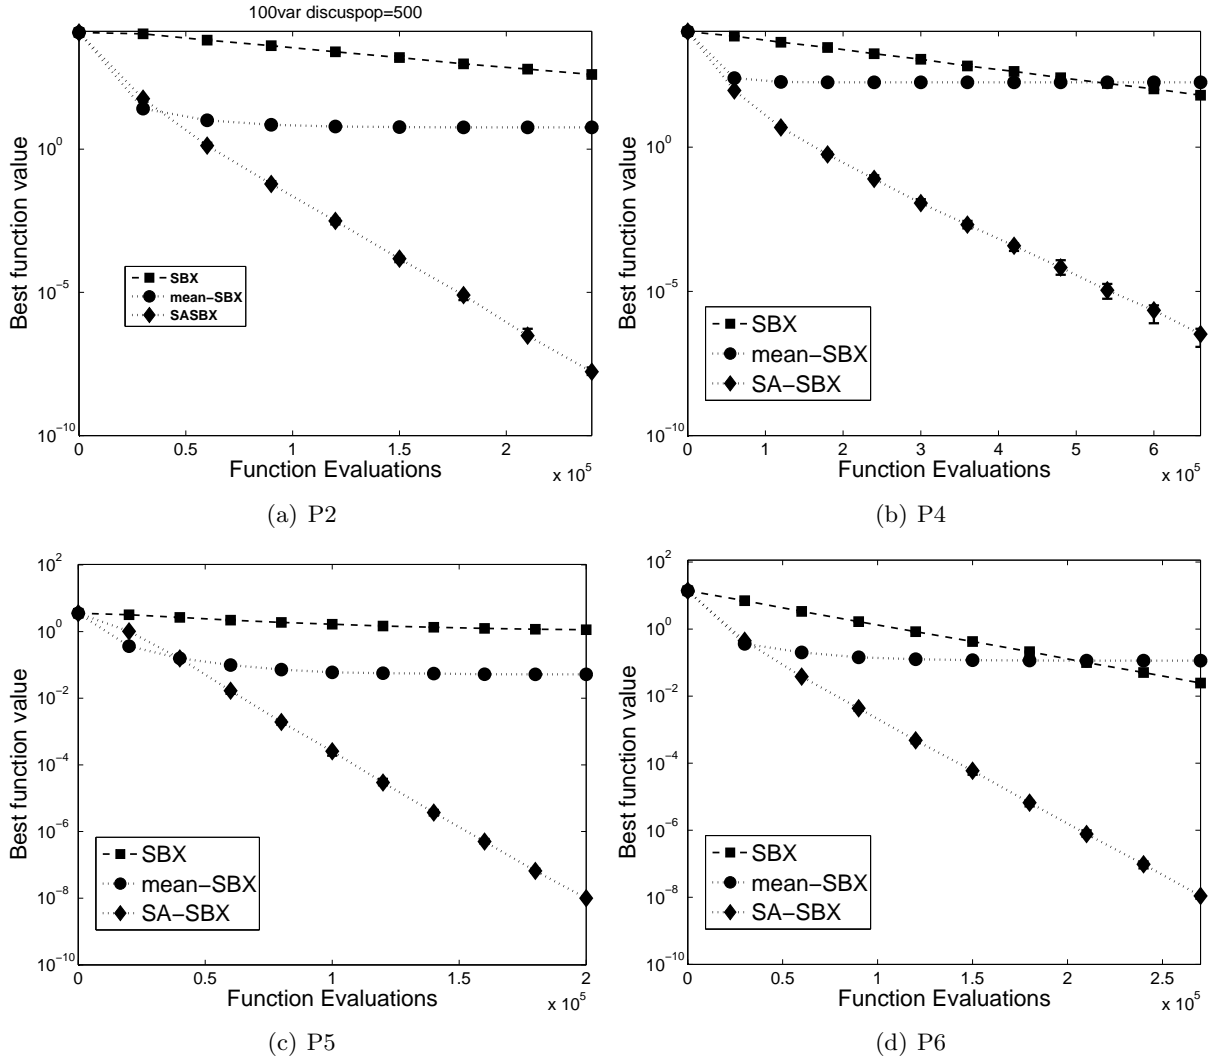 100var discuspop=500
Best function value
10^0
10^-5
10^-10
SBX
mean-SBX
SASBX
0 0.5 1 1.5 2
Function Evaluations
x 10^5
(a) P2
Best function value
10^0
10^-5
10^-10
SBX
mean-SBX
SA-SBX
0 1 2 3 4 5 6
Function Evaluations
x 10^5
(b) P4
Best function value
10^2
10^0
10^-2
10^-4
10^-6
10^-8
10^-10
SBX
mean-SBX
SA-SBX
0 0.5 1 1.5 2
Function Evaluations
x 10^5
(c) P5
Best function value
10^2
10^0
10^-2
10^-4
10^-6
10^-8
10^-10
SBX
mean-SBX
SA-SBX
0 0.5 1 1.5 2 2.5
Function Evaluations
x 10^5
(d) P6